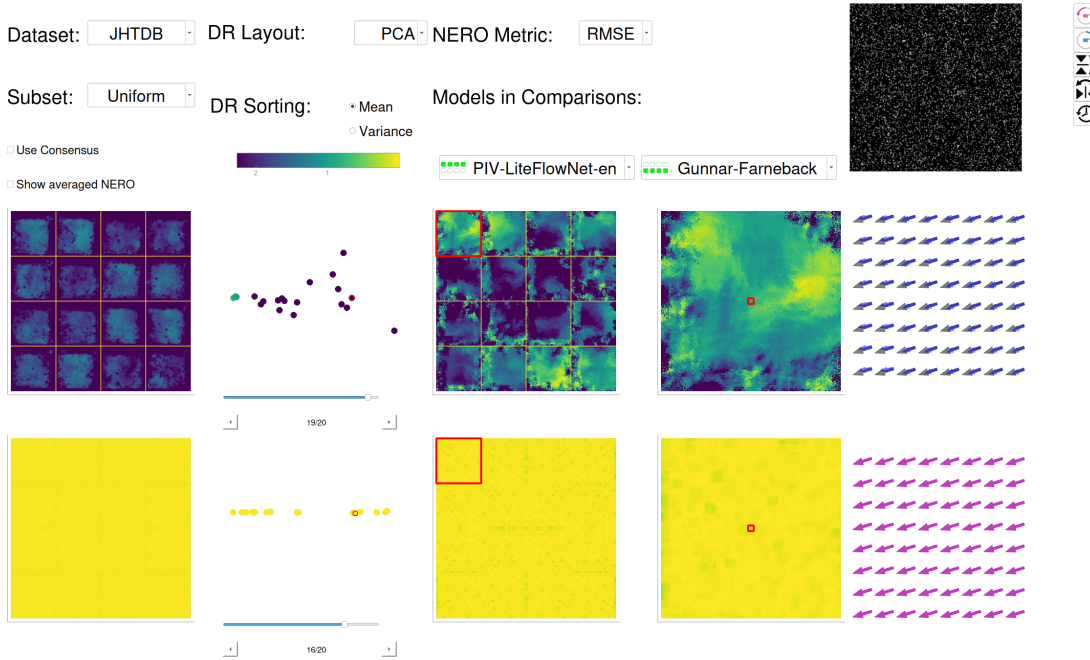 Dataset: JHTDB DR Layout: PCA NERO Metric: RMSE
Subset: Uniform DR Sorting: Mean Models in Comparisons:
Variance
Use Consensus
Show averaged NERO
2 1
PIV-LiteFlowNet-en Gunnar-Farneback
19/20
16/20